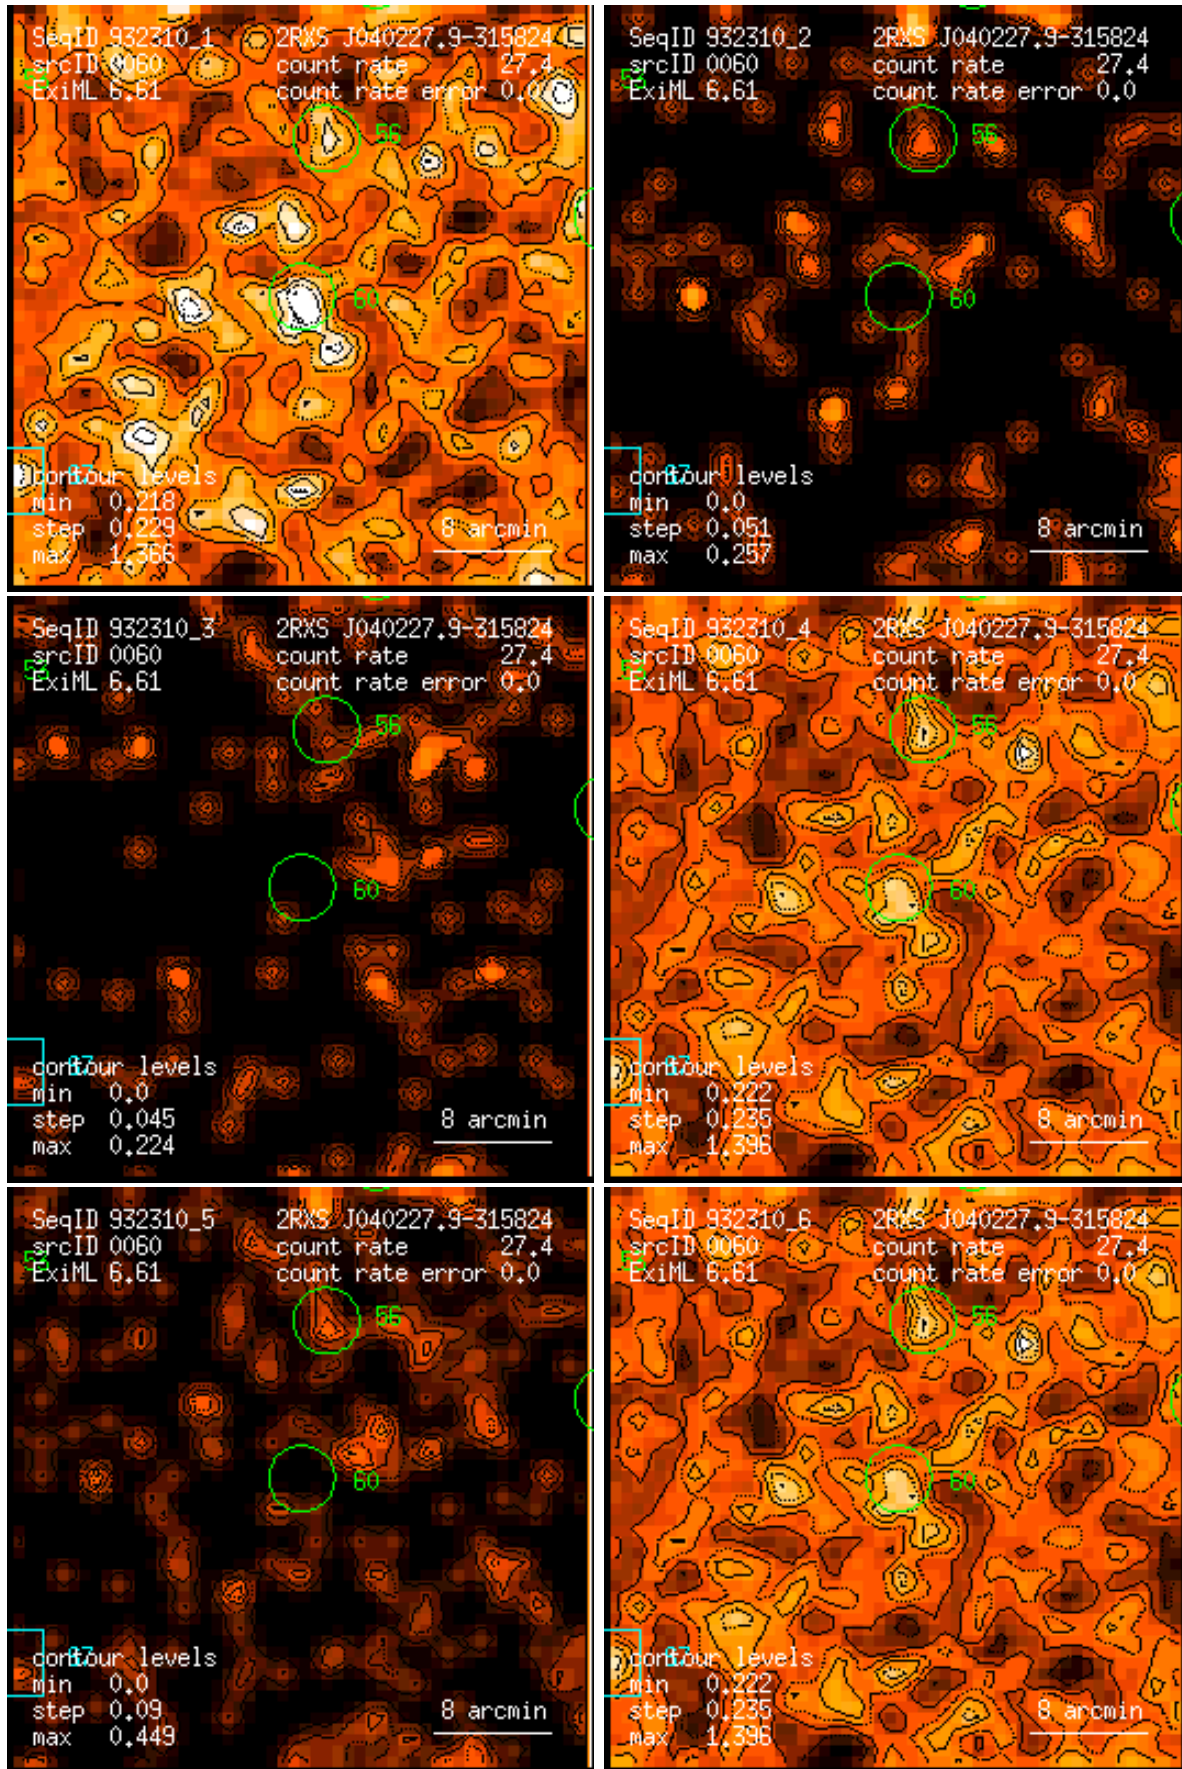 SeqID 932310_1 2RXS J040227.9-315824
srcID 0060 count rate 27.4
ExiML 6.61 count rate error 0.0
56
60
contour levels
min 0.218
step 0.229 8 arcmin
max 1.366
SeqID 932310_2 2RXS J040227.9-315824
srcID 0060 count rate 27.4
ExiML 6.61 count rate error 0.0
56
60
contour levels
min 0.0
step 0.051 8 arcmin
max 0.257
SeqID 932310_3 2RXS J040227.9-315824
srcID 0060 count rate 27.4
ExiML 6.61 count rate error 0.0
56
60
contour levels
min 0.0
step 0.045 8 arcmin
max 0.224
SeqID 932310_4 2RXS J040227.9-315824
srcID 0060 count rate 27.4
ExiML 6.61 count rate error 0.0
56
60
contour levels
min 0.222
step 0.235 8 arcmin
max 1.396
SeqID 932310_5 2RXS J040227.9-315824
srcID 0060 count rate 27.4
ExiML 6.61 count rate error 0.0
56
60
contour levels
min 0.0
step 0.09 8 arcmin
max 0.449
SeqID 932310_6 2RXS J040227.9-315824
srcID 0060 count rate 27.4
ExiML 6.61 count rate error 0.0
56
60
contour levels
min 0.222
step 0.235 8 arcmin
max 1.396